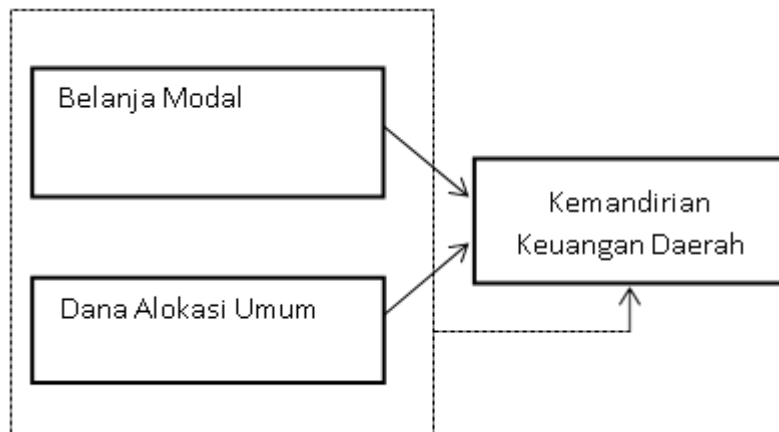 Belanja Modal
Kemandirian
Keuangan Daerah
Dana Alokasi Umum